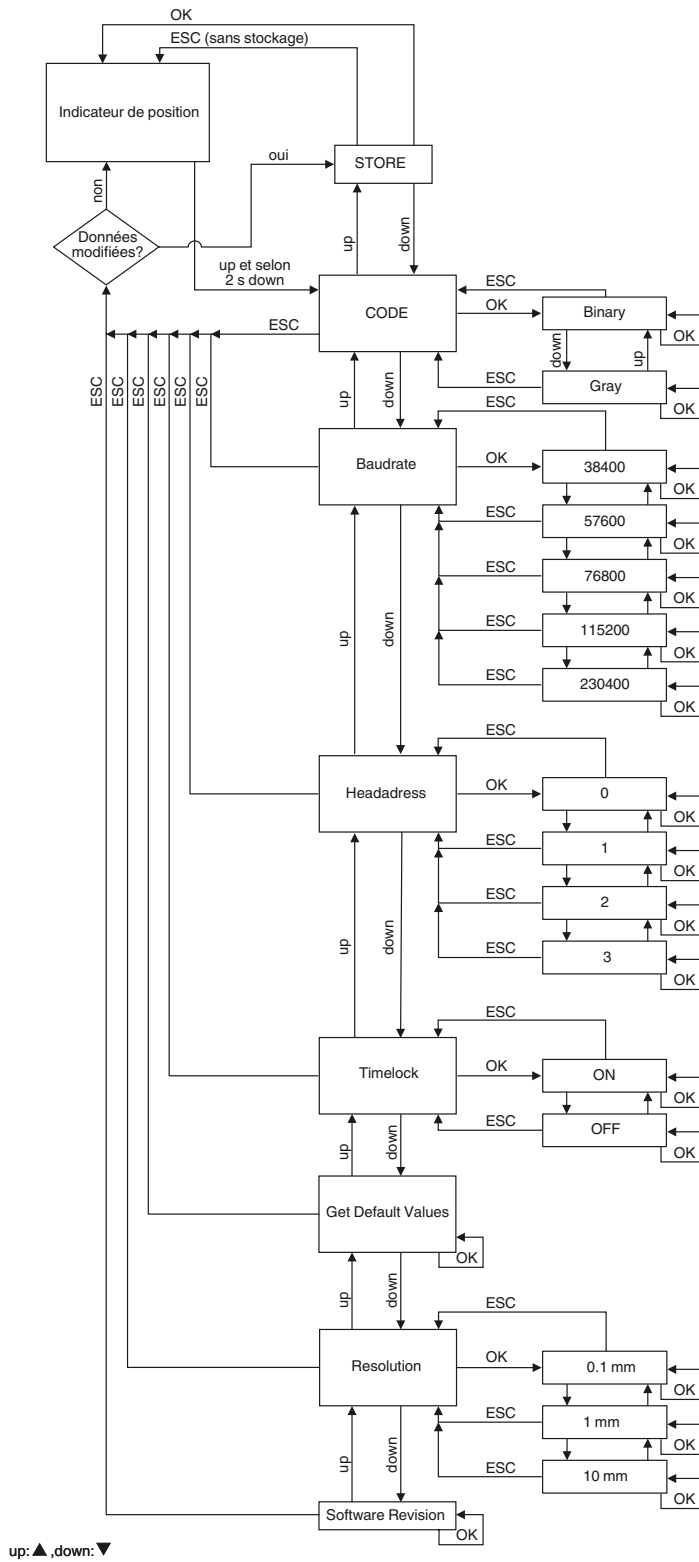 OK
ESC (sans stockage)
Indicateur de position
oui
STORE
non
Données
modifiées?
up
down
up et selon
2 s down
ESC
CODE
OK
ESC
Binary
OK
down
up
ESC
Gray
OK
ESC
ESC
ESC
ESC
ESC
ESC
up
down
ESC
Baudrate
OK
38400
OK
ESC
57600
OK
ESC
76800
OK
ESC
115200
OK
ESC
230400
OK
up
down
ESC
Headadress
OK
0
OK
ESC
1
OK
ESC
2
OK
ESC
3
OK
up
down
ESC
Timelock
OK
ON
OK
ESC
OFF
OK
up
down
Get Default Values
OK
up
down
ESC
Resolution
OK
0.1 mm
OK
ESC
1 mm
OK
ESC
10 mm
OK
up
down
Software Revision
OK
up:▲ ,down:▼